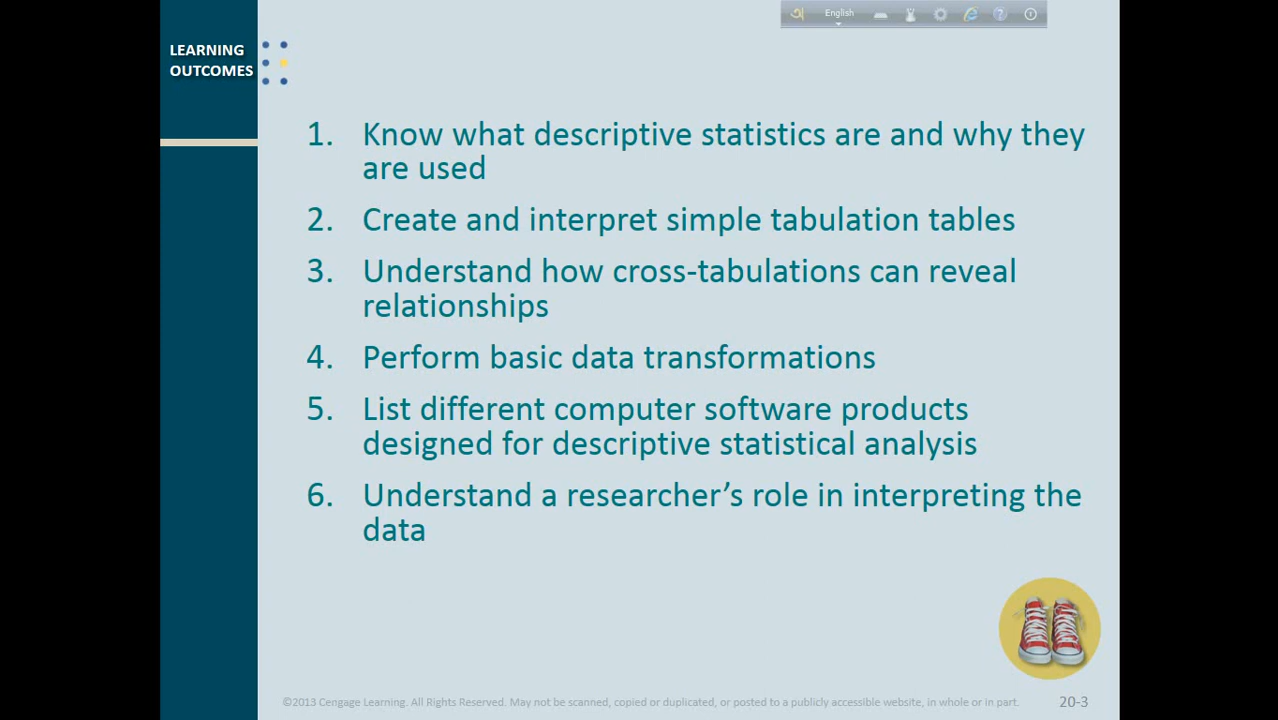 English
LEARNING
OUTCOMES
1. Know what descriptive statistics are and why they
are used
2. Create and interpret simple tabulation tables
3. Understand how cross-tabulations can reveal
relationships
4. Perform basic data transformations
5. List different computer software products
designed for descriptive statistical analysis
6. Understand a researcher’s role in interpreting the
data
©2013 Cengage Learning. All Rights Reserved. May not be scanned, copied or duplicated, or posted to a publicly accessible website, in whole or in part.
20-3